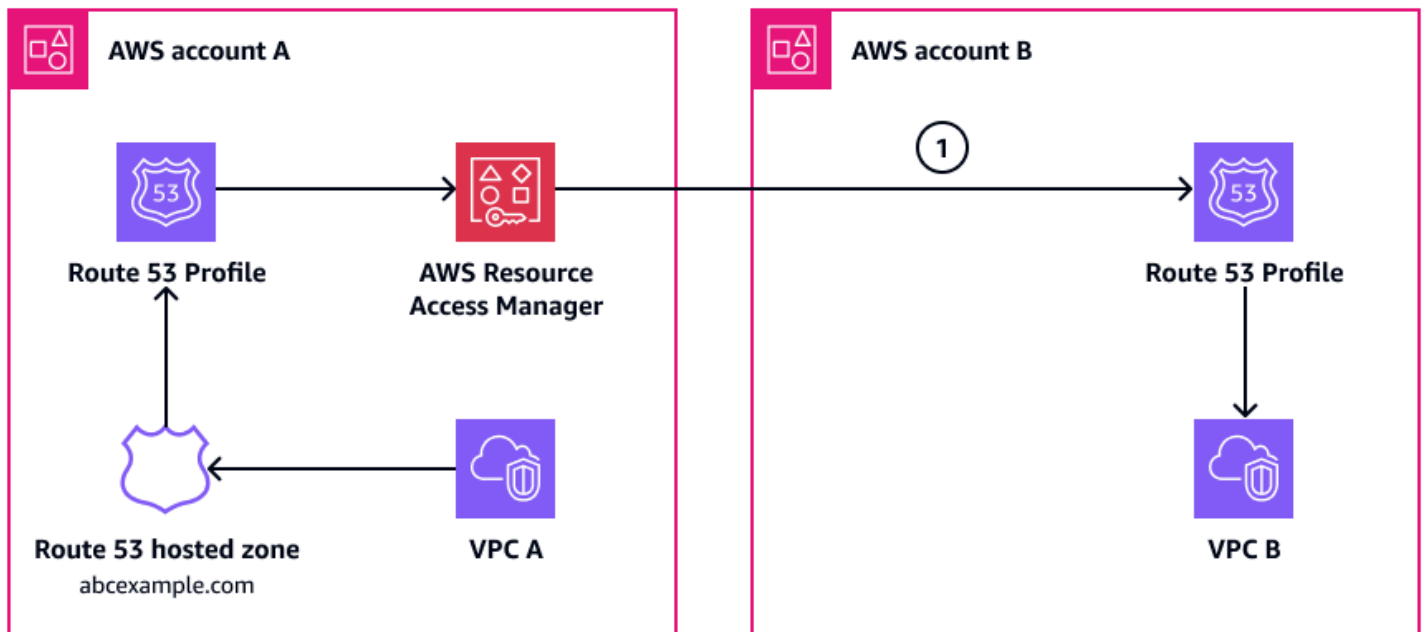 AWS account A
AWS account B
1
53
53
Route 53 Profile
AWS Resource
Access Manager
Route 53 Profile
Route 53 hosted zone
abcexample.com
VPC A
VPC B